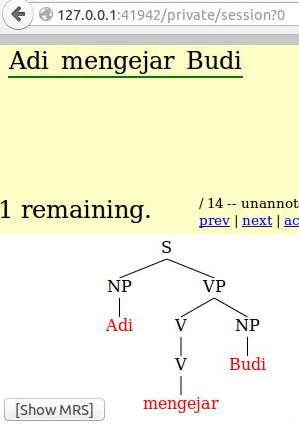 127.0.0.1:41942/private/session?0
Adi mengejar Budi
1 remaining.
/ 14 -- unannot
prev | next | ac
S
NP VP
Adi V NP
V Budi
mengejar
[Show MRS]